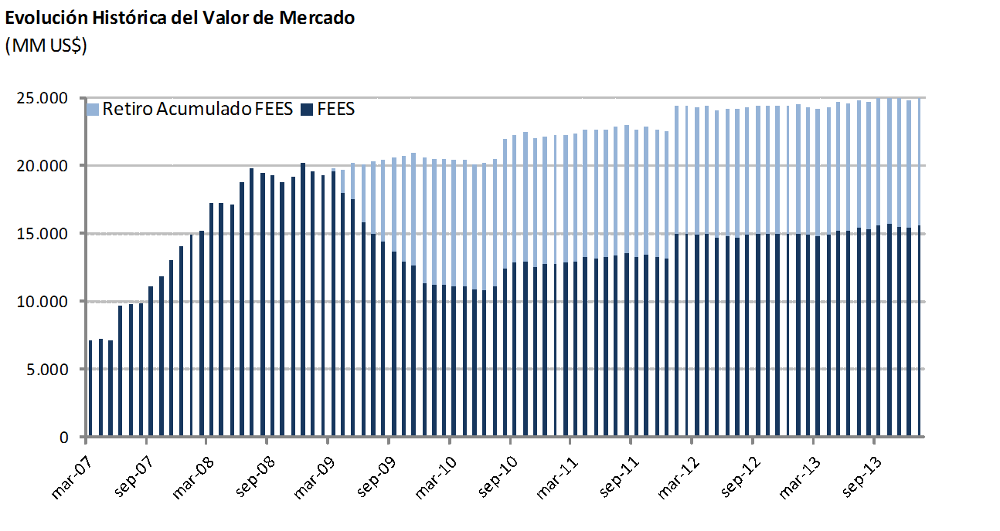 Evolución Histórica del Valor de Mercado
(MM US$)
25.000
Retiro Acumulado FEES FEES
20.000
15.000
10.000
5.000
0
mar-07 sep-07 mar-08 sep-08 mar-09 sep-09 mar-10 sep-10 mar-11 sep-11 mar-12 sep-12 mar-13 sep-13